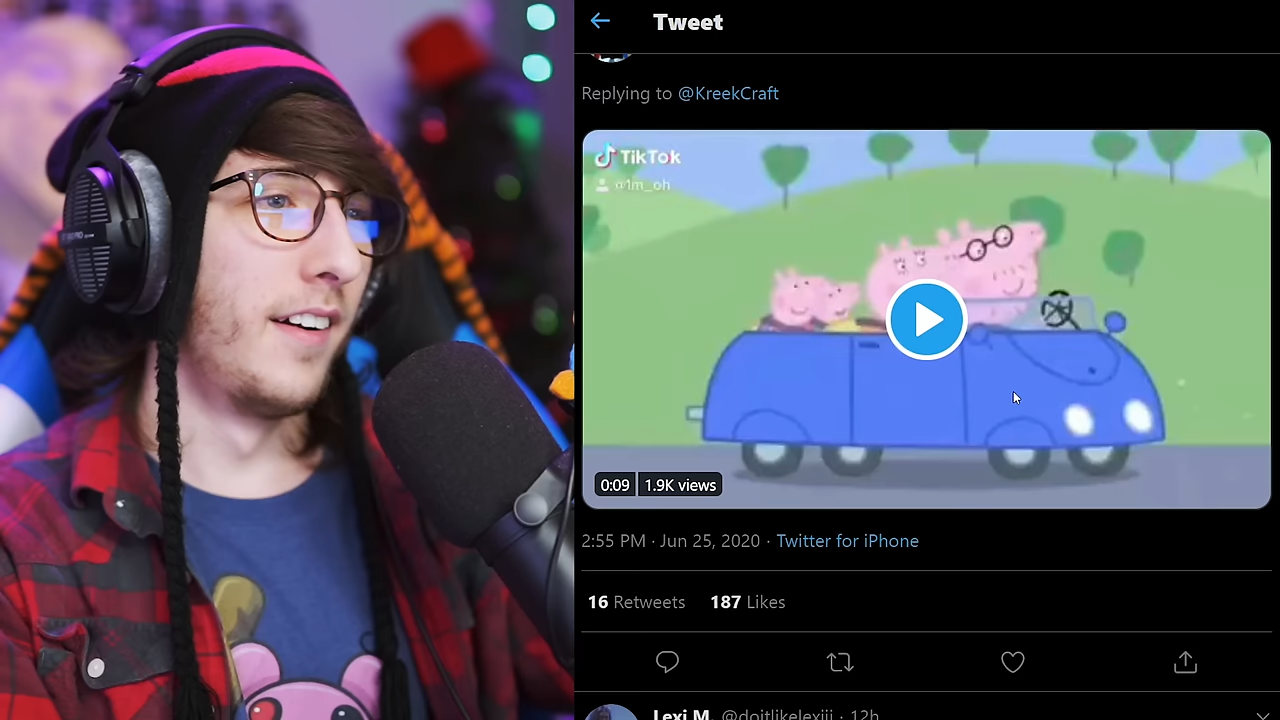 Tweet
Replying to @KreekCraft
TikTok
@1m_oh
0:09 1.9K views
2:55 PM · Jun 25, 2020 · Twitter for iPhone
16 Retweets 187 Likes
Lexi M. @doitlikelexiii · 12h